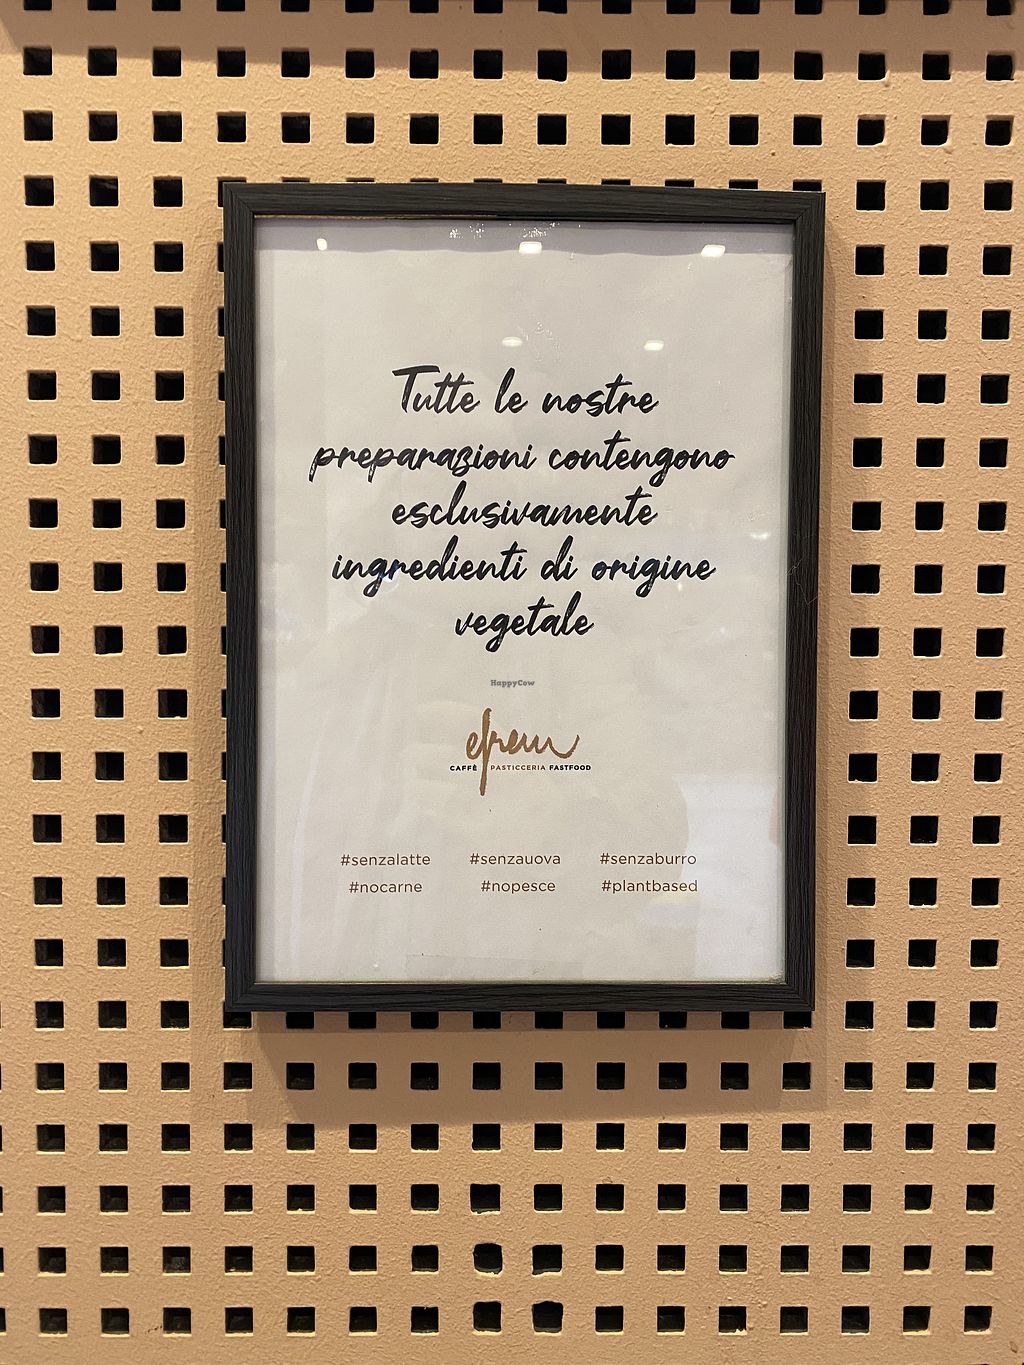 Tutte le nostre
preparazioni contengono
esclusivamente
ingredienti di origine
vegetale
HappyCow
efrem
CAFFÈ PASTICCERIA FASTFOOD
#senzalatte #senzauova #senzaburro
#nocarne #nopesce #plantbased